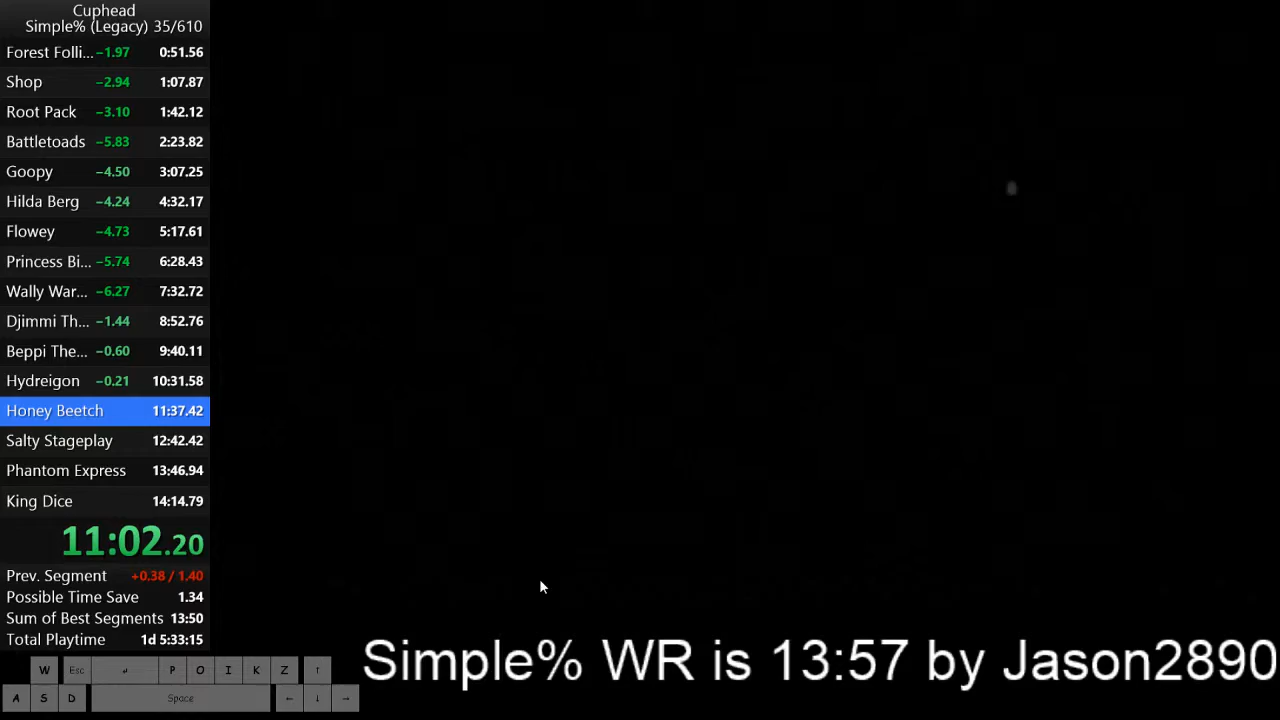 Cuphead
Simple% (Legacy) 35/610
Forest Folli... −1.97 0:51.56
Shop −2.94 1:07.87
Root Pack −3.10 1:42.12
Battletoads −5.83 2:23.82
Goopy −4.50 3:07.25
Hilda Berg −4.24 4:32.17
Flowey −4.73 5:17.61
Princess Bi... −5.74 6:28.43
Wally War... −6.27 7:32.72
Djimmi Th... −1.44 8:52.76
Beppi The... −0.60 9:40.11
Hydreigon −0.21 10:31.58
Honey Beetch 11:37.42
Salty Stageplay 12:42.42
Phantom Express 13:46.94
King Dice 14:14.79
11:02.20
Prev. Segment +0.38 / 1.40
Possible Time Save 1.34
Sum of Best Segments 13:50
Total Playtime 1d 5:33:15
W Esc ↵ P O I K Z ↑
A S D Space ← ↓ →
Simple% WR is 13:57 by Jason2890